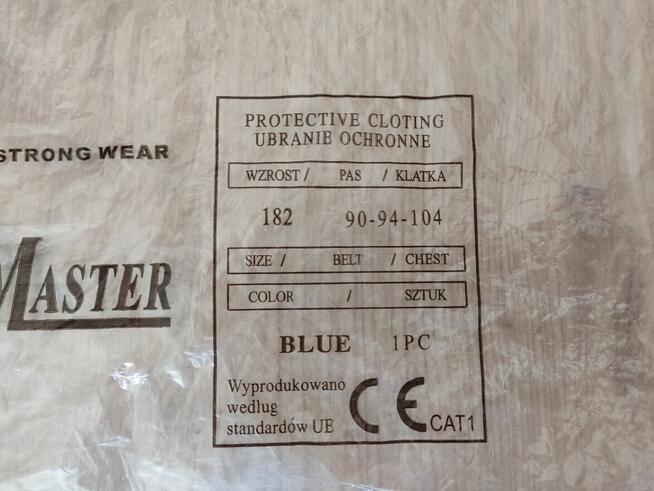 STRONG WEAR
MASTER
PROTECTIVE CLOTING
UBRANIE OCHRONNE
WZROST / PAS / KLATKA
182 90-94-104
SIZE / BELT / CHEST
COLOR / SZTUK
BLUE 1PC
Wyprodukowano
wedlug
standardów UE
CE CAT1